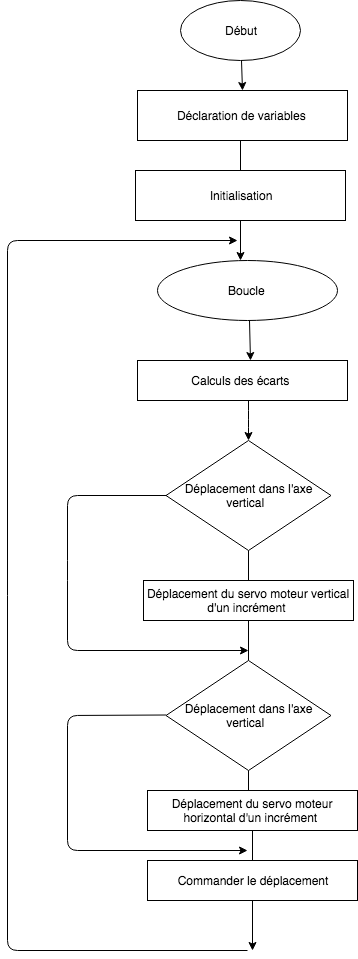 Début
Déclaration de variables
Initialisation
Boucle
Calculs des écarts
Déplacement dans l'axe
vertical
Déplacement du servo moteur vertical
d'un incrément
Déplacement dans l'axe
vertical
Déplacement du servo moteur
horizontal d'un incrément
Commander le déplacement